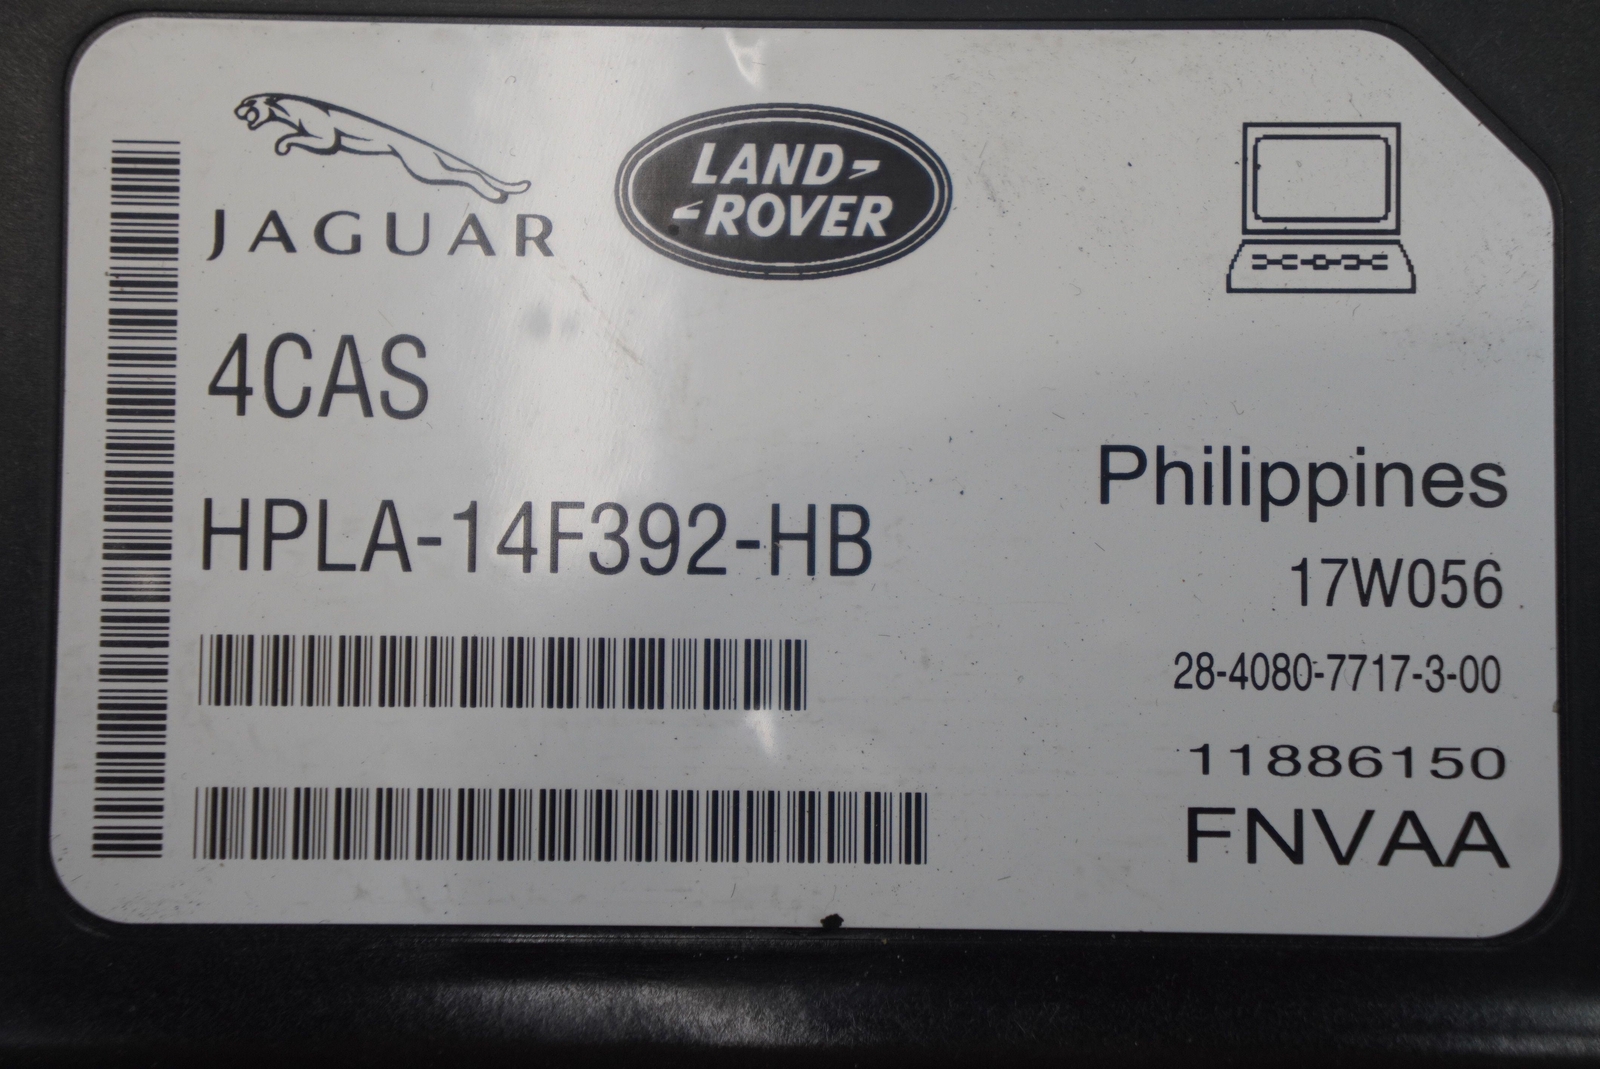 JAGUAR
LAND-
-ROVER
4CAS
HPLA-14F392-HB
Philippines
17W056
28-4080-7717-3-00
11886150
FNVAA